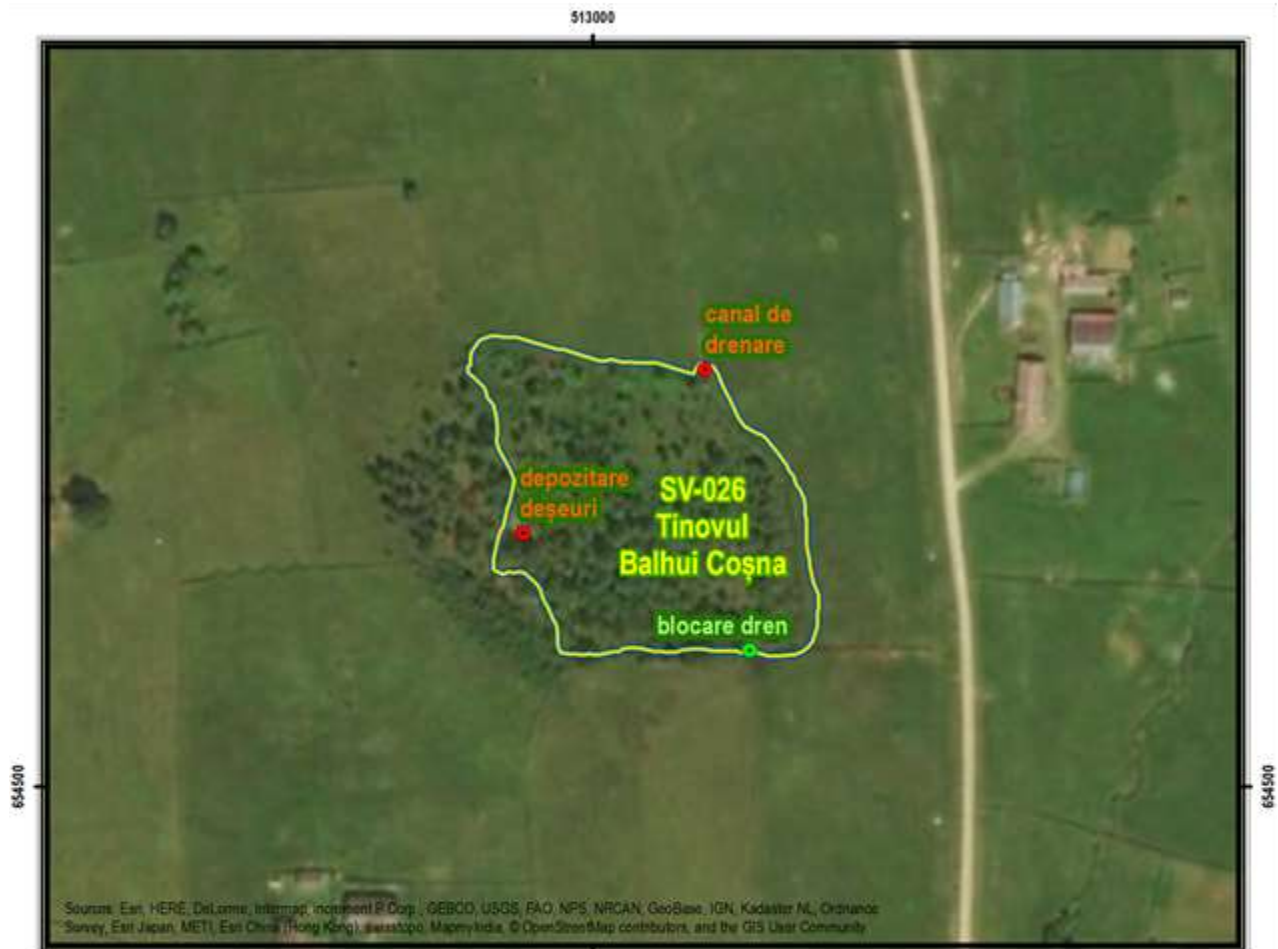 513000
canal de
drenare
depozitare
deșeuri
SV-026
Tinovul
Balhui Coșna
blocare dren
654500
654500
Sources: Esri, HERE, DeLorme, Intermap, increment P Corp., GEBCO, USGS, FAO, NPS, NRCAN, GeoBase, IGN, Kadaster NL, Ordnance
Survey, Esri Japan, METI, Esri China (Hong Kong), swisstopo, MapmyIndia, © OpenStreetMap contributors, and the GIS User Community